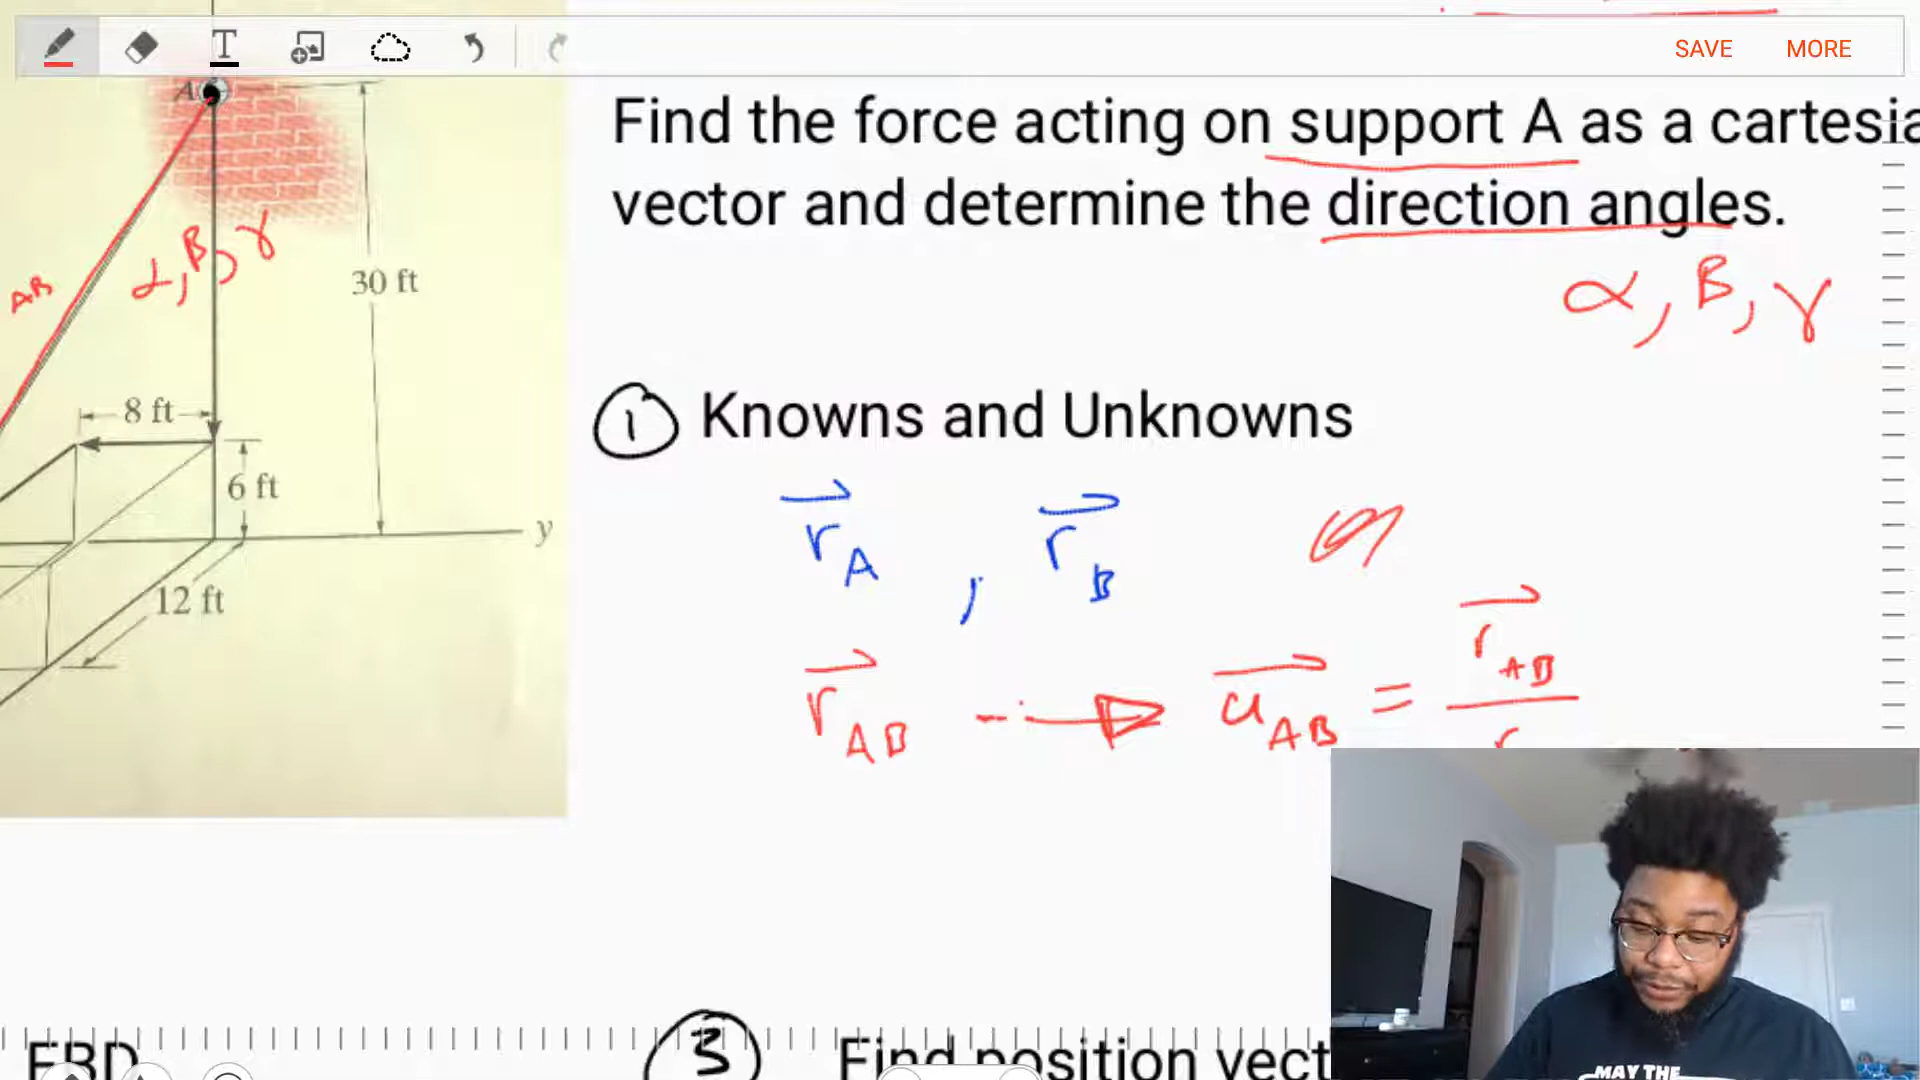 T
SAVE MORE
A
Find the force acting on support A as a cartesia
vector and determine the direction angles.
α, B, γ
AB
α, B, γ
30 ft
8 ft
6 ft
y
12 ft
1 Knowns and Unknowns
r A , r B
r AB → u AB = r AB
r
3 Find position vect
FBD
MAY THE